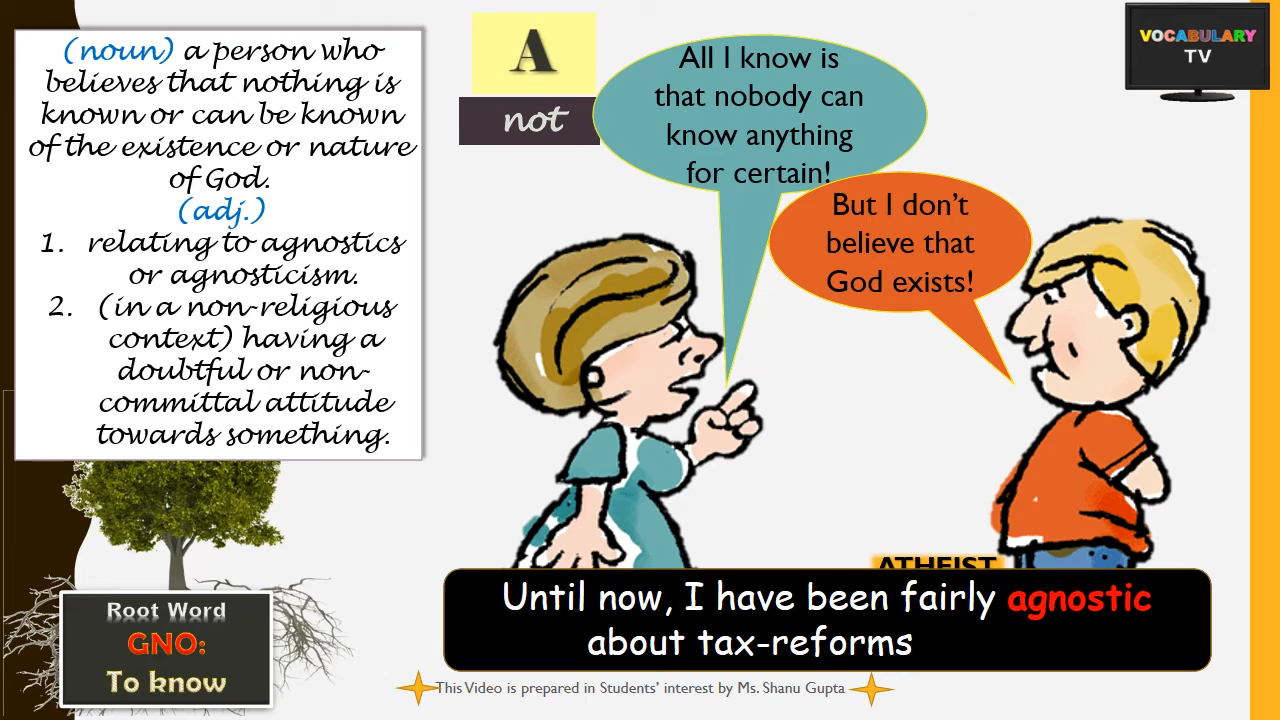 (noun) a person who
believes that nothing is
known or can be known
of the existence or nature
of God.
(adj.)
1. relating to agnostics
or agnosticism.
2. (in a non-religious
context) having a
doubtful or non-
committal attitude
towards something.
A
not
All I know is
that nobody can
know anything
for certain!
But I don't
believe that
God exists!
VOCABULARY
TV
ATHEIST
Root Word
GNO:
To know
Until now, I have been fairly agnostic
about tax-reforms
This Video is prepared in Students' interest by Ms. Shanu Gupta